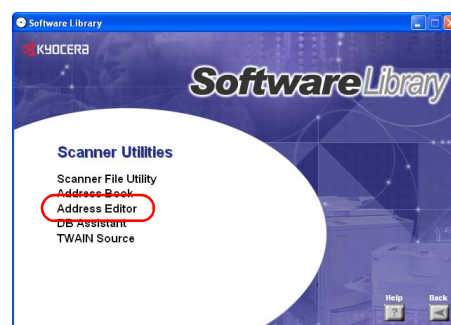 Software Library
KYOCERA
Software Library
Scanner Utilities
Scanner File Utility
Address Book
Address Editor
DB Assistant
TWAIN Source
Help Back
?